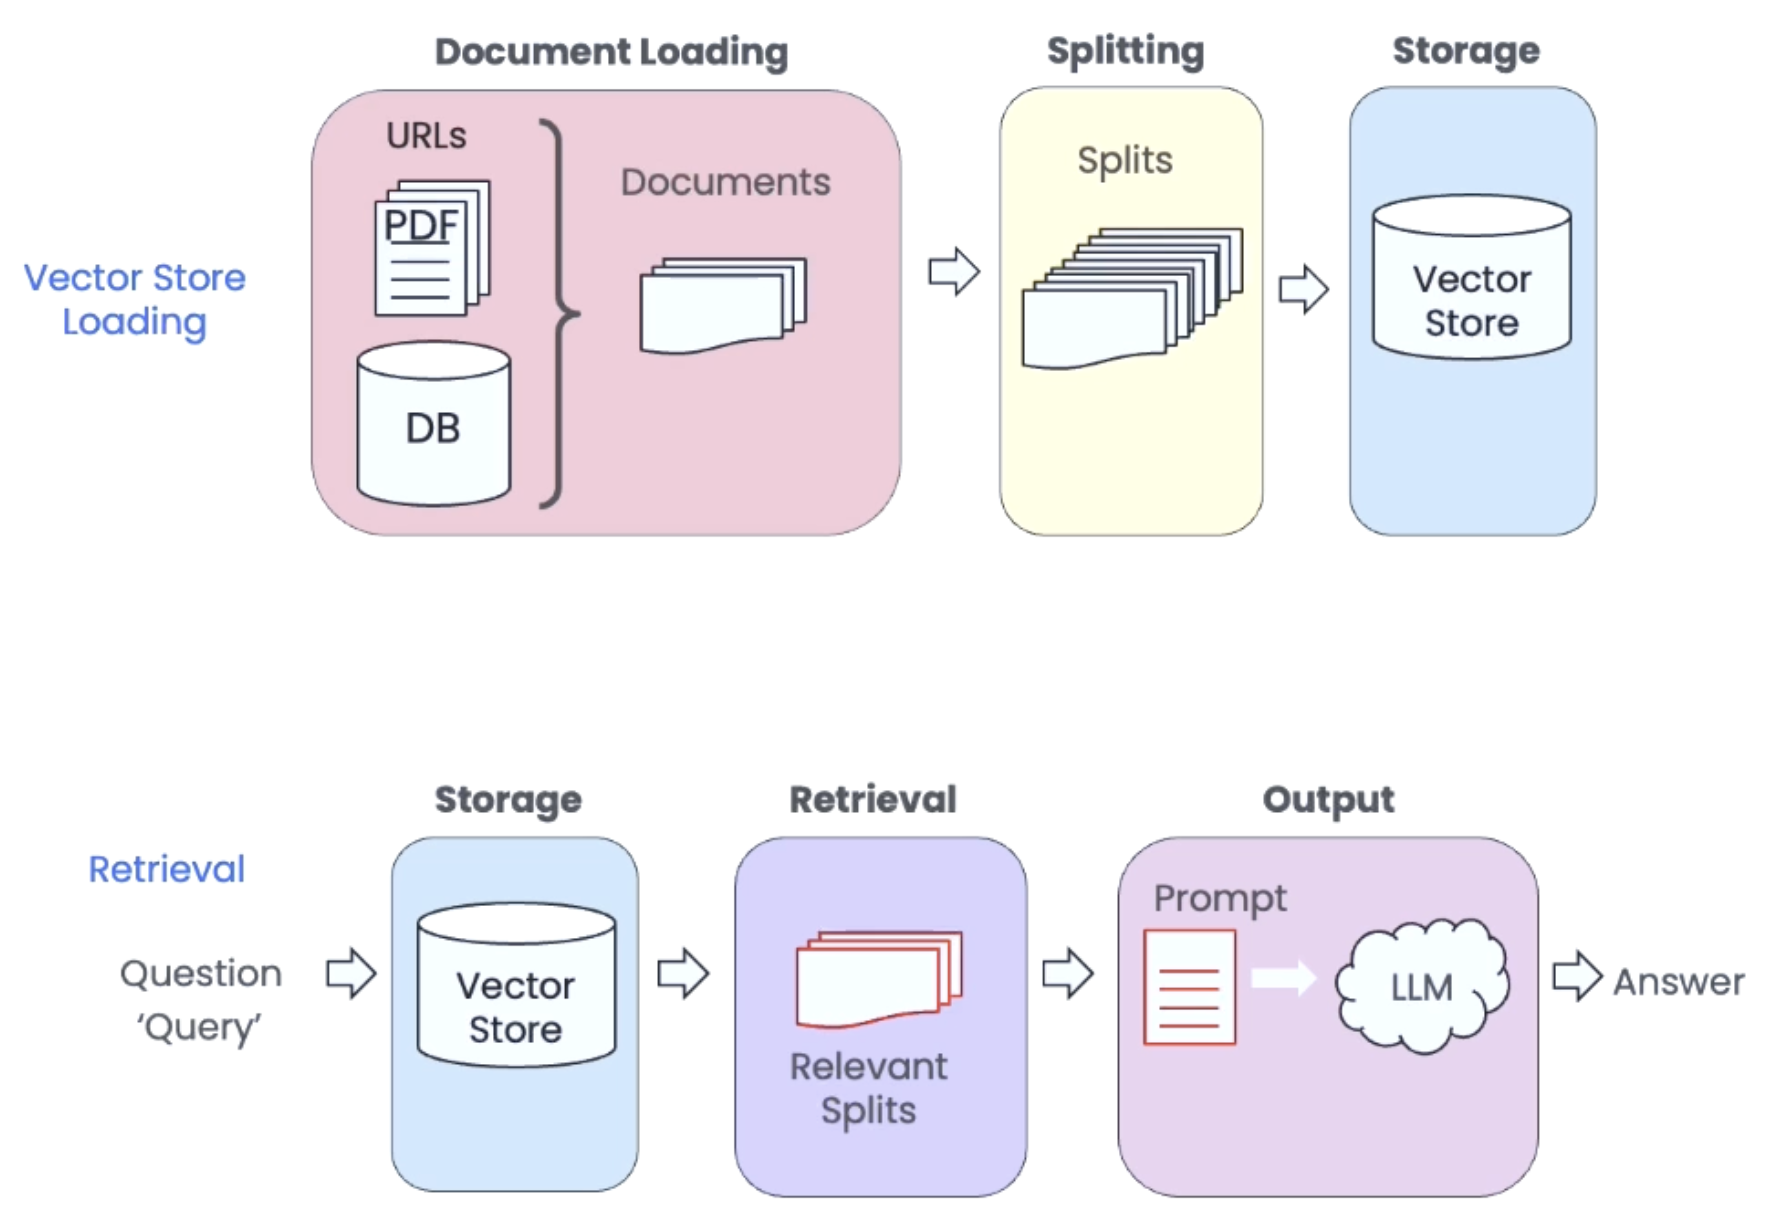 Document Loading
Splitting
Storage
URLs
PDF
DB
Documents
Splits
Vector
Store
Vector Store
Loading
Storage
Retrieval
Output
Retrieval
Question
‘Query’
Vector
Store
Relevant
Splits
Prompt
LLM
Answer